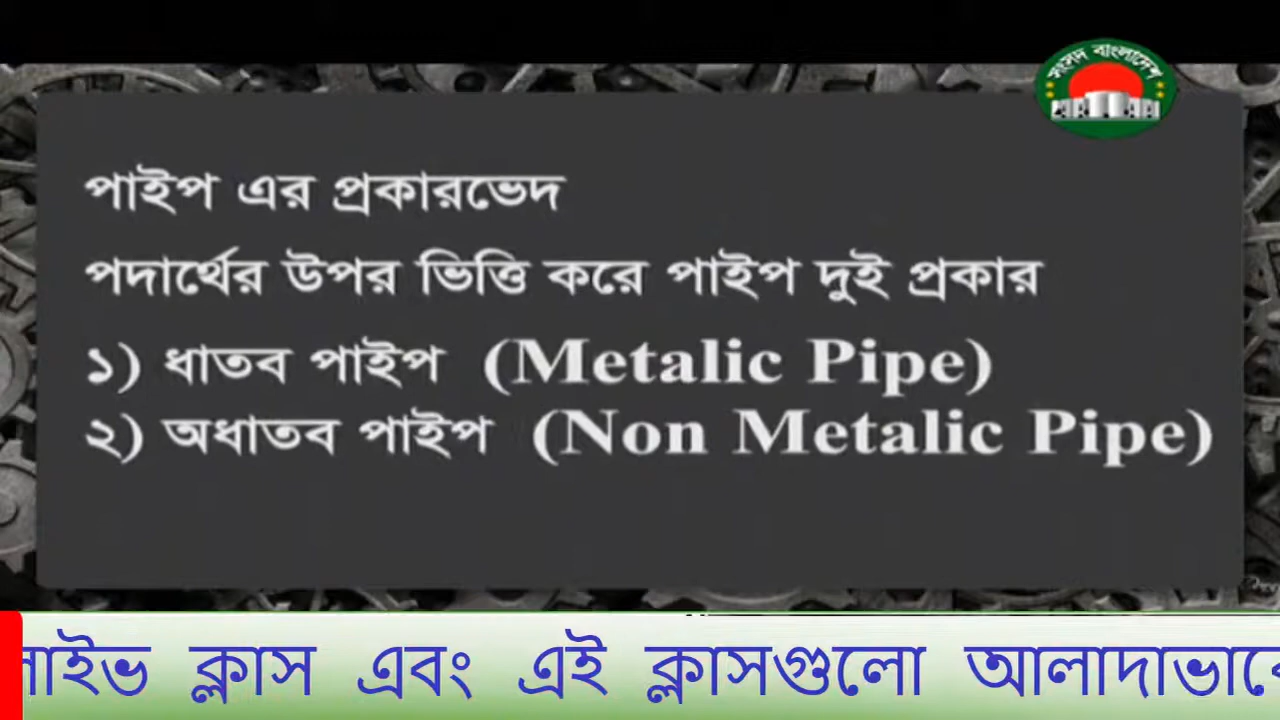 সংসদ বাংলাদেশ
পাইপ এর প্রকারভেদ
পদার্থের উপর ভিত্তি করে পাইপ দুই প্রকার
১) ধাতব পাইপ (Metalic Pipe)
২) অধাতব পাইপ (Non Metalic Pipe)
ক্লাস এবং এই ক্লাসগুলো